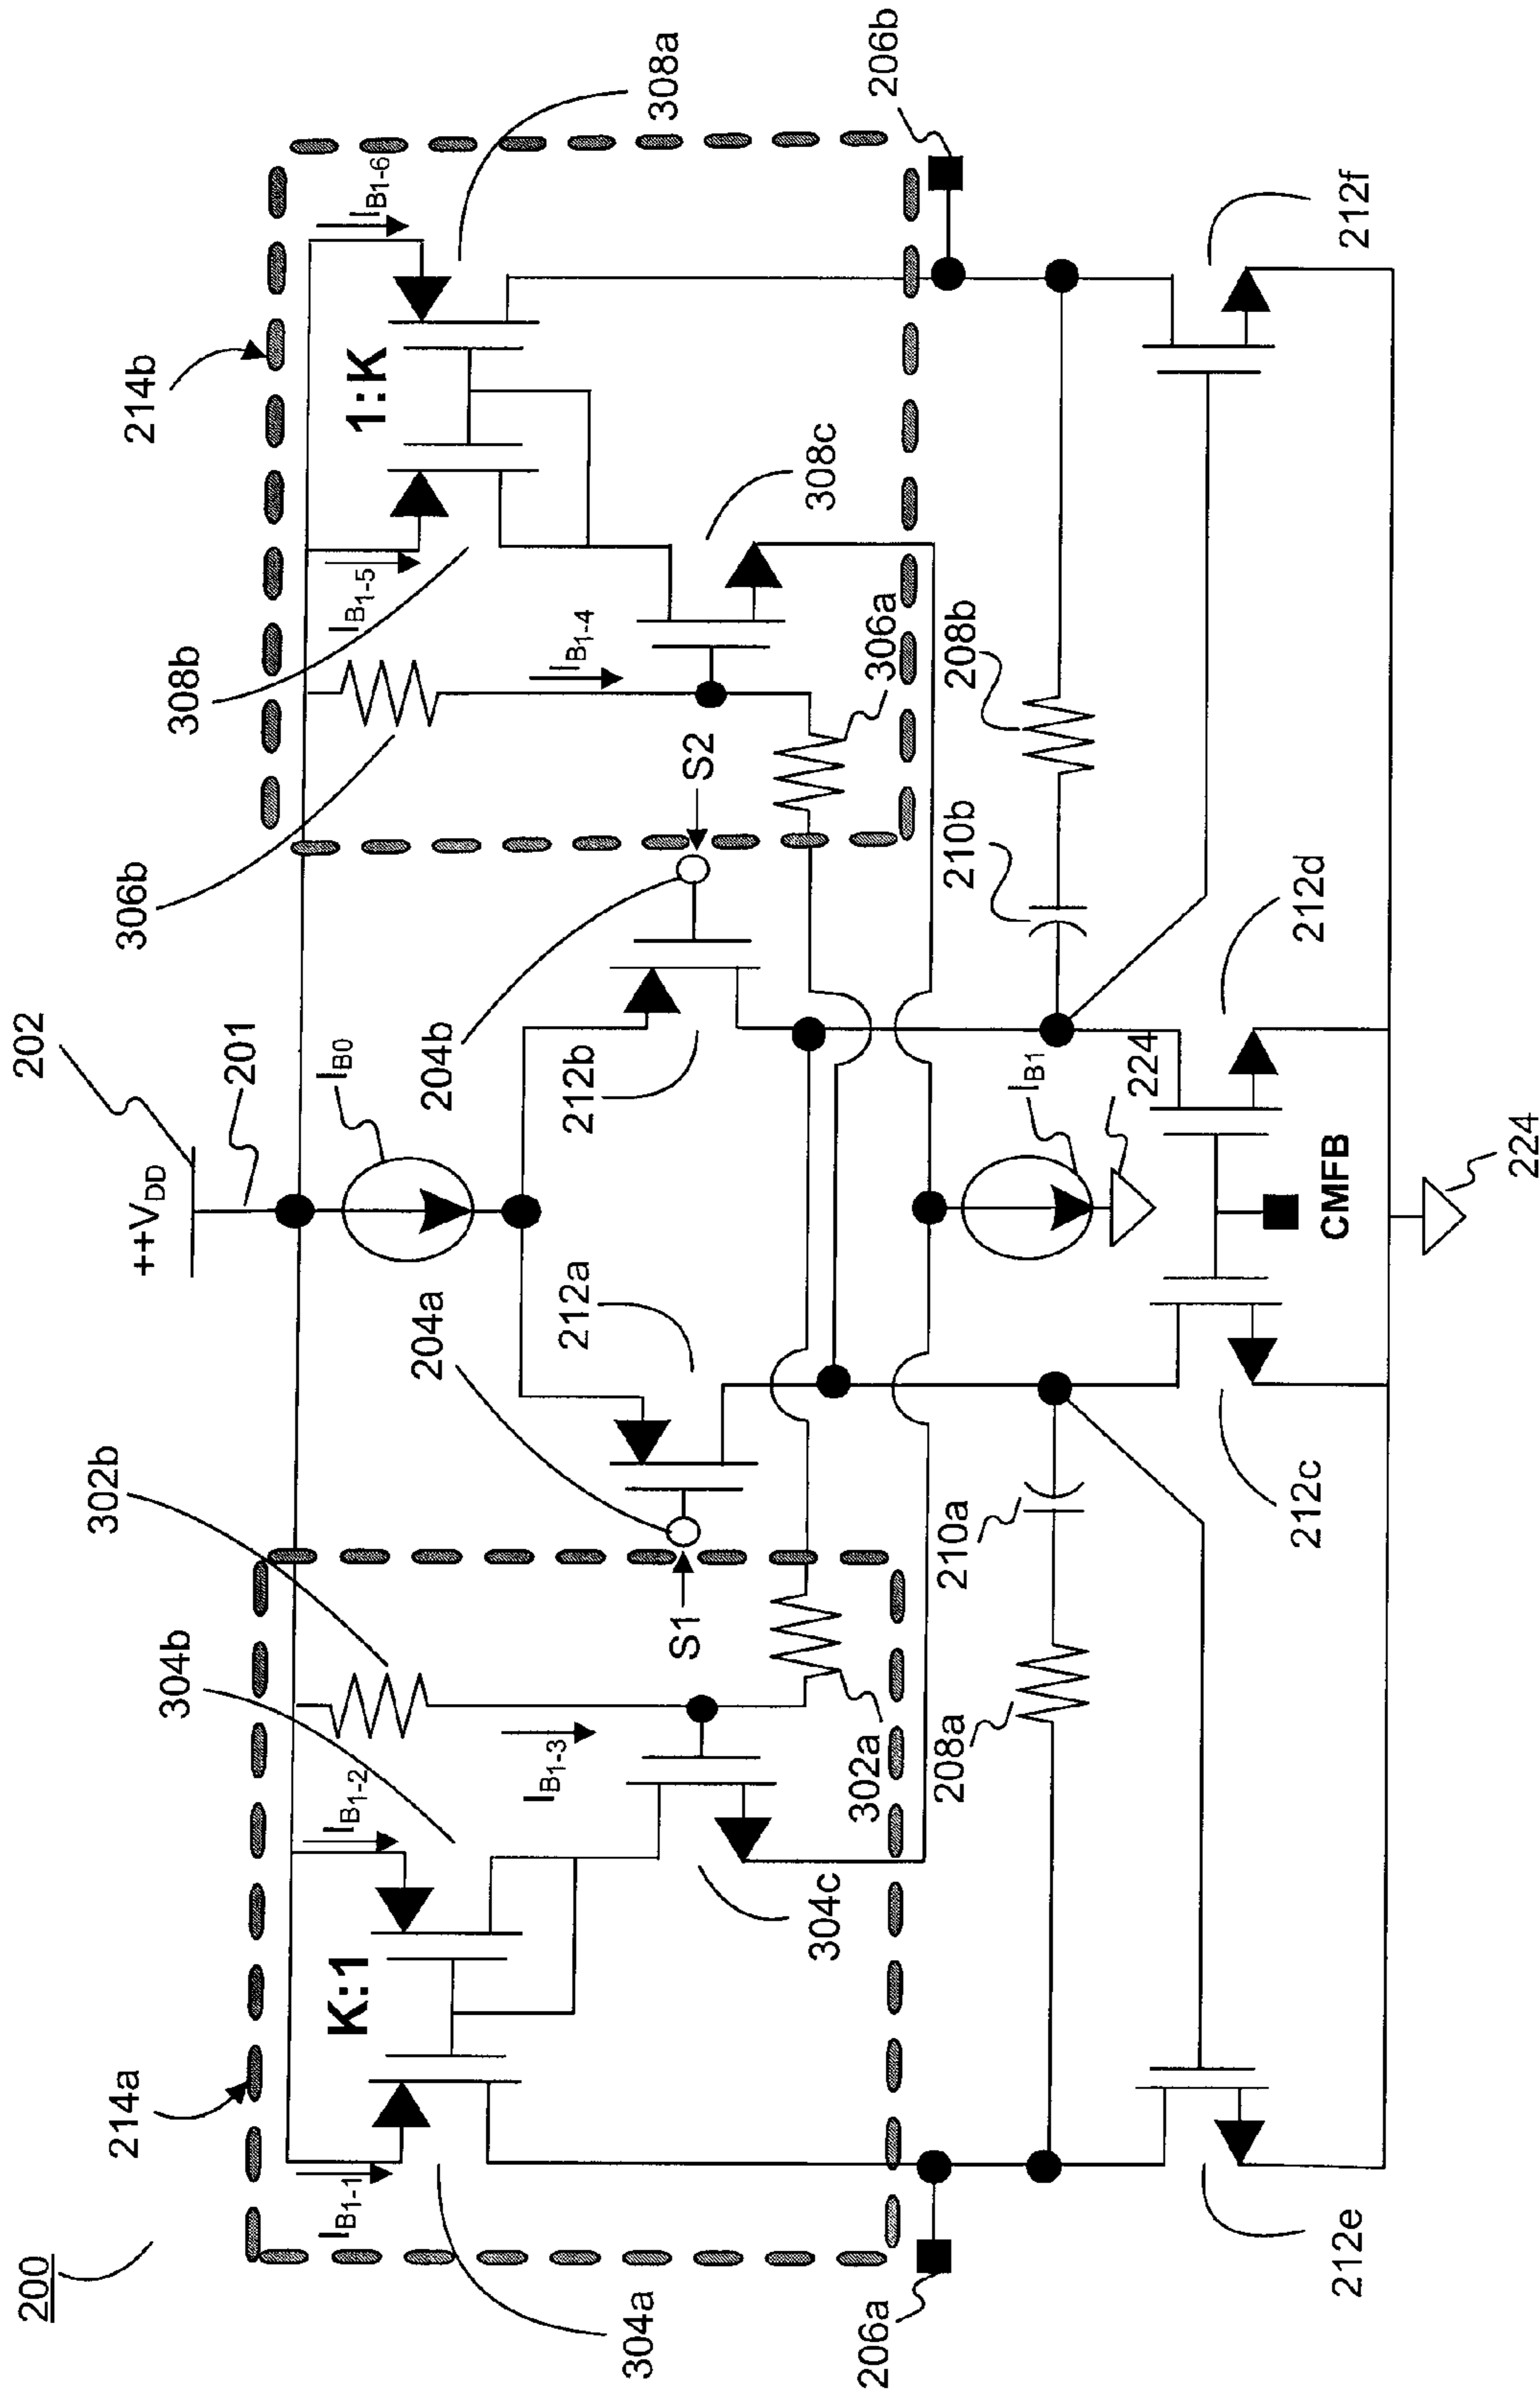 200
++V_DD
202
201
I_B0
214a
214b
I_B1-1
K:1
I_B1-2
304b
302b
304a
I_B1-3
304c
302a
S1
204a
212a
204b
212b
S2
306b
308b
I_B1-5
1:K
I_B1-6
308a
I_B1-4
308c
306a
206a
206b
208a
210a
I_B1
224
210b
208b
212e
212c
CMFB
212d
212f
224